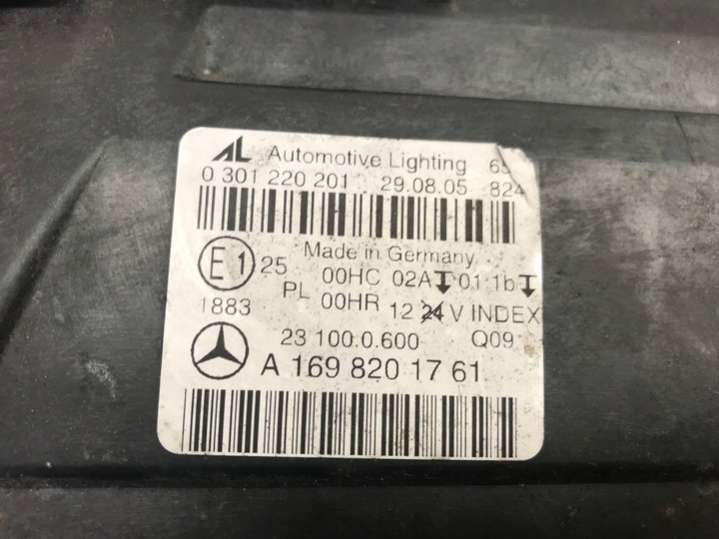 AL Automotive Lighting
0 301 220 201 29.08.05 824
Made in Germany
E1 25 00HC 02A 01 1b
PL 00HR 12 24 V INDEX
1883
23 100.0.600 Q09
A 169 820 17 61